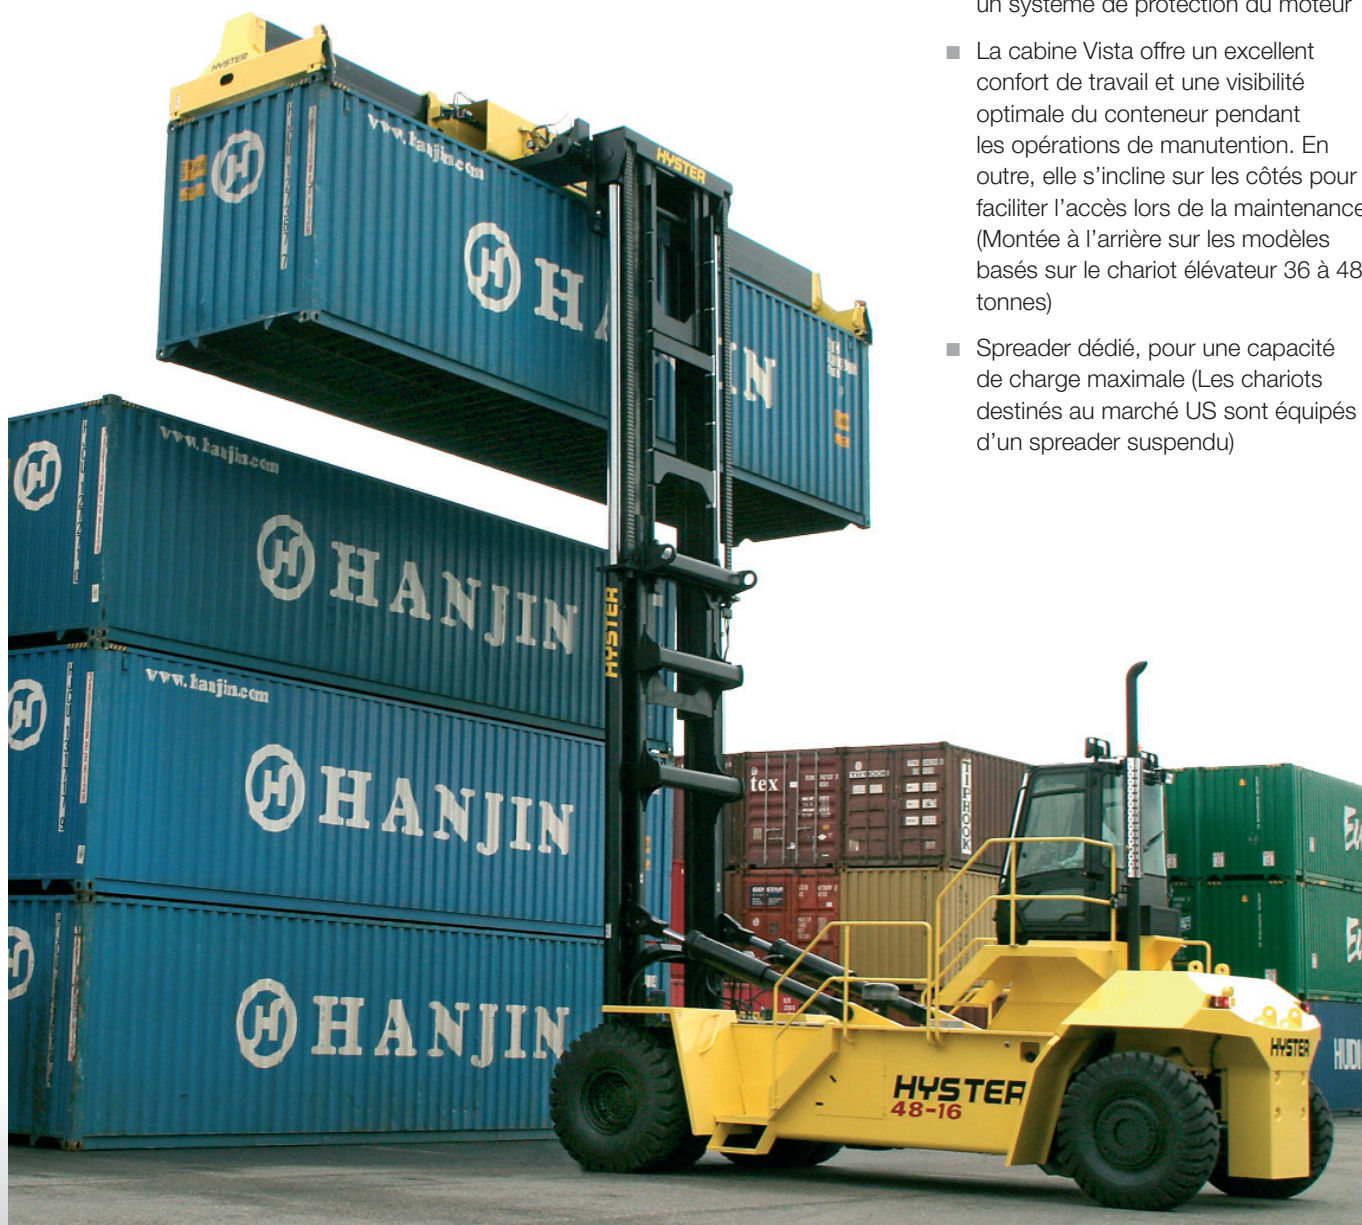 un système de protection du moteur
■ La cabine Vista offre un excellent
confort de travail et une visibilité
optimale du conteneur pendant
les opérations de manutention. En
outre, elle s'incline sur les côtés pour
faciliter l'accès lors de la maintenance
(Montée à l'arrière sur les modèles
basés sur le chariot élévateur 36 à 48
tonnes)
■ Spreader dédié, pour une capacité
de charge maximale (Les chariots
destinés au marché US sont équipés
d'un spreader suspendu)
HYSTER
www.hanjin.com
HYSTER
H
HANJIN
www.hanjin.com
H HANJIN
HYSTER
www.hanjin.com
H HANJIN
tex
TIPHOOK
TIPHOOK
GENSTAR
H HANJIN
HYSTER
48-16
HYSTER